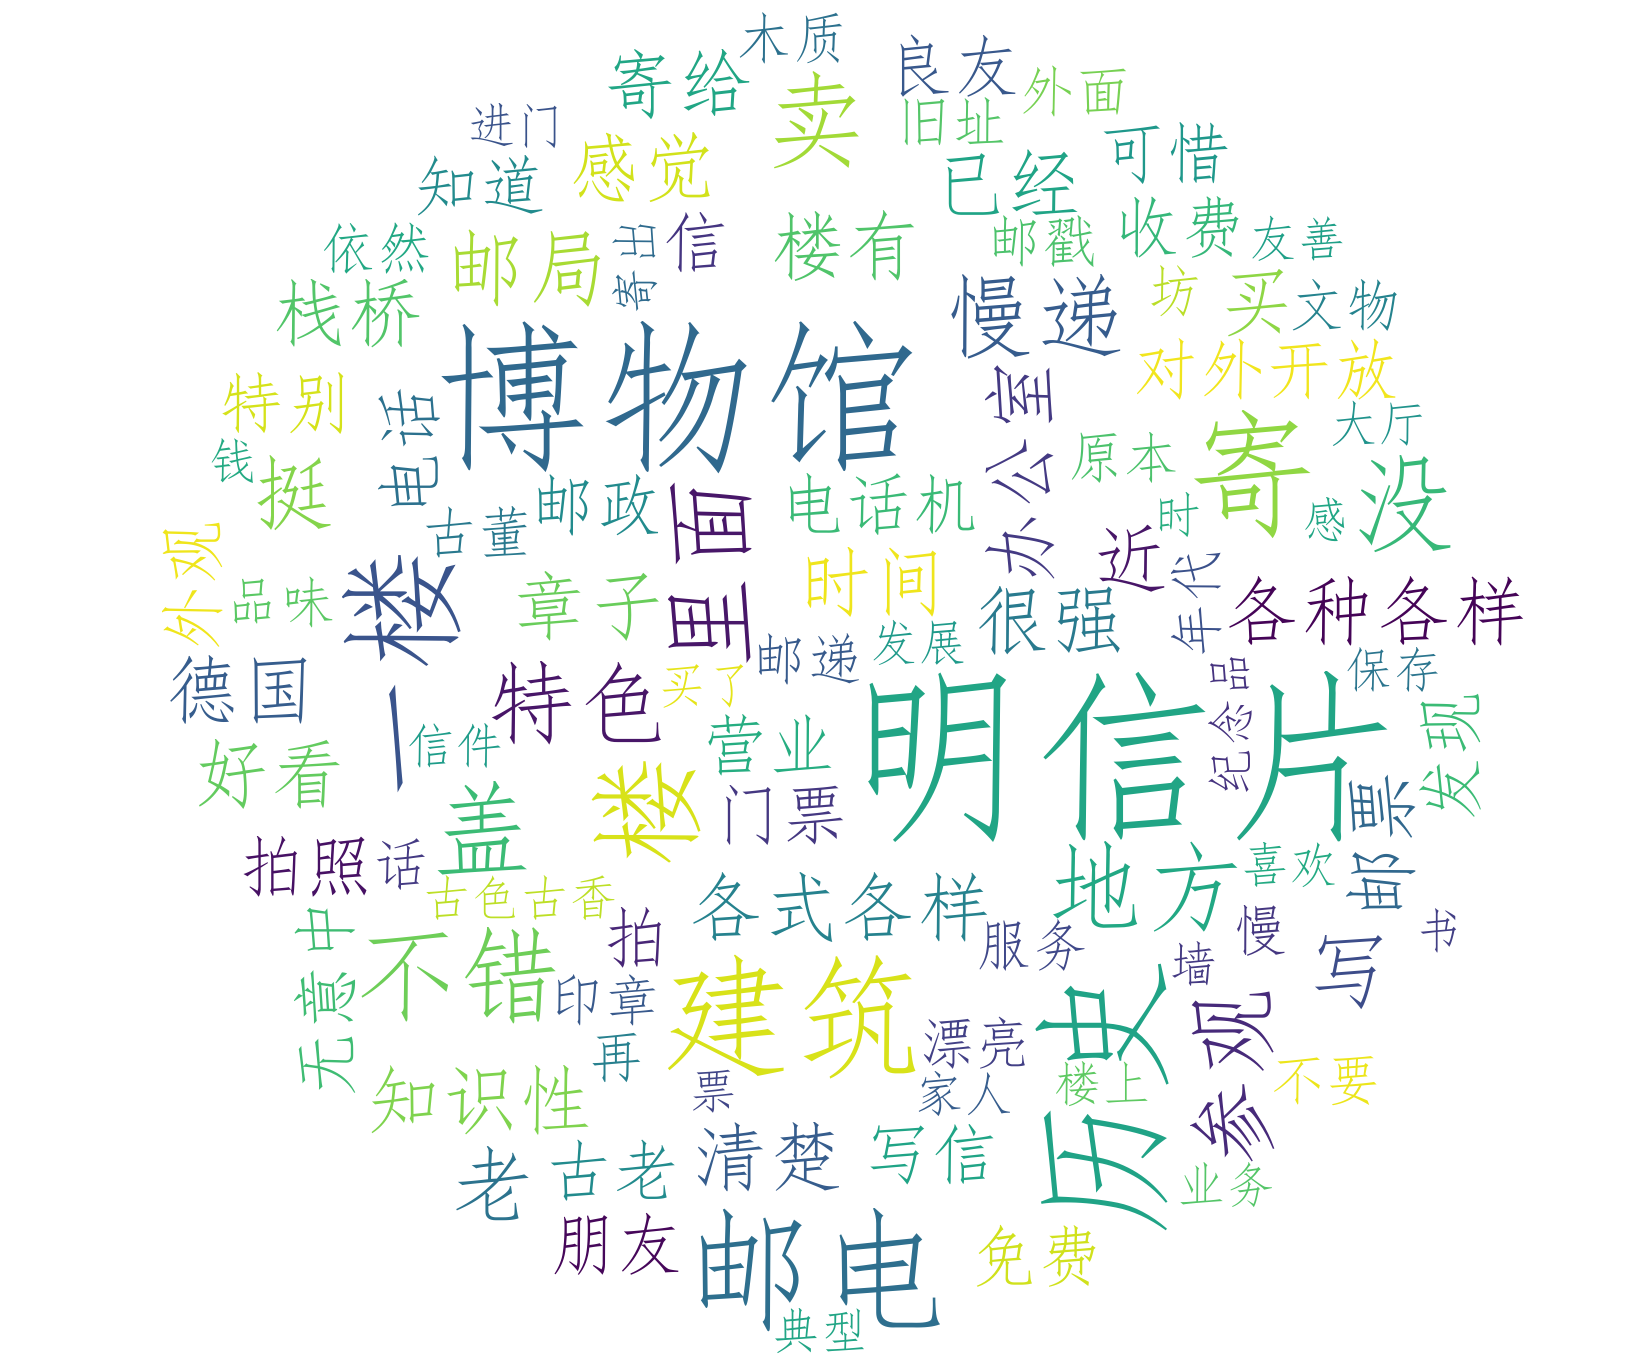 木质
寄给
卖
良友
外面
进门
旧址
知道
感觉
已经
可惜
依然
邮局
寄出
信
楼有
邮戳
收费
友善
栈桥
慢递
坊
买
文物
博物馆
特别
电话
办公室
对外开放
钱
挺
原本
寄
大厅
没
古董
邮政
里面
电话机
时
感
外观
品味
一楼
章子
时间
很强
近
年代
各种各样
德国
特色
买了
邮递
发展
明信片
纪念品
保存
好看
信件
楼
营业
门票
邮票
发现
拍照
话
盖
古色古香
各式各样
地方
喜欢
无意中
不错
拍
服务
慢
书
印章
建筑
历史
墙
写
参观
再
漂亮
知识性
票
家人
楼上
不要
老
古老
清楚
写信
业务
朋友
邮电
免费
典型